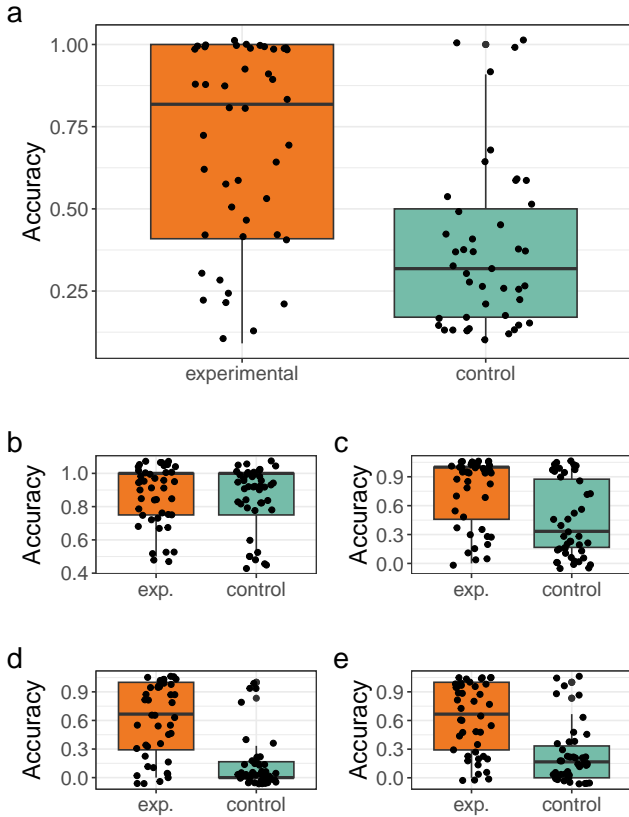 a
Accuracy
1.00
0.75
0.50
0.25
experimental control
b
Accuracy
1.0
0.8
0.6
0.4
exp. control
c
Accuracy
0.9
0.6
0.3
0.0
exp. control
d
Accuracy
0.9
0.6
0.3
0.0
exp. control
e
Accuracy
0.9
0.6
0.3
0.0
exp. control